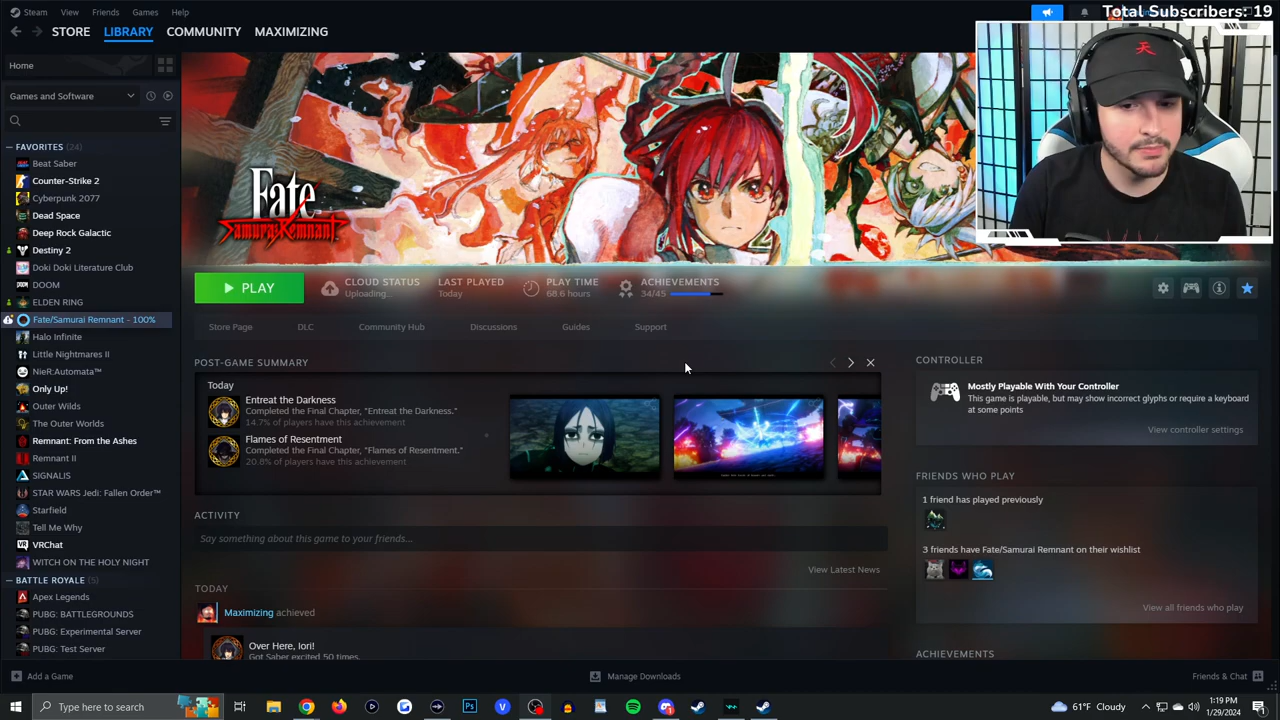 Steam View Friends Games Help
Total Subscribers: 19
STORE LIBRARY COMMUNITY MAXIMIZING
Home
Games and Software
FAVORITES (24)
Beat Saber
Counter-Strike 2
Cyberpunk 2077
Dead Space
Deep Rock Galactic
Destiny 2
Doki Doki Literature Club
DOOM
ELDEN RING
Fate/Samurai Remnant - 100%
Halo Infinite
Little Nightmares II
NieR:Automata™
Only Up!
Outer Wilds
The Outer Worlds
Remnant: From the Ashes
Remnant II
SIGNALIS
STAR WARS Jedi: Fallen Order™
Starfield
Tell Me Why
VRChat
WITCH ON THE HOLY NIGHT
BATTLE ROYALE (5)
Apex Legends
PUBG: BATTLEGROUNDS
PUBG: Experimental Server
PUBG: Test Server
Add a Game
Fate
Samurai Remnant
天
PLAY
CLOUD STATUS
Uploading...
LAST PLAYED
Today
PLAY TIME
68.6 hours
ACHIEVEMENTS
34/45
Store Page DLC Community Hub Discussions Guides Support
POST-GAME SUMMARY
Today
Entreat the Darkness
Completed the Final Chapter, "Entreat the Darkness."
14.7% of players have this achievement
Flames of Resentment
Completed the Final Chapter, "Flames of Resentment."
20.8% of players have this achievement
ACTIVITY
Say something about this game to your friends...
View Latest News
TODAY
Maximizing achieved
Over Here, Iori!
Got Saber excited 50 times.
CONTROLLER
Mostly Playable With Your Controller
This game is playable, but may show incorrect glyphs or require a keyboard
at some points
View controller settings
FRIENDS WHO PLAY
1 friend has played previously
3 friends have Fate/Samurai Remnant on their wishlist
View all friends who play
ACHIEVEMENTS
Manage Downloads
Friends & Chat
Type here to search
61°F Cloudy
1:19 PM
1/29/2024